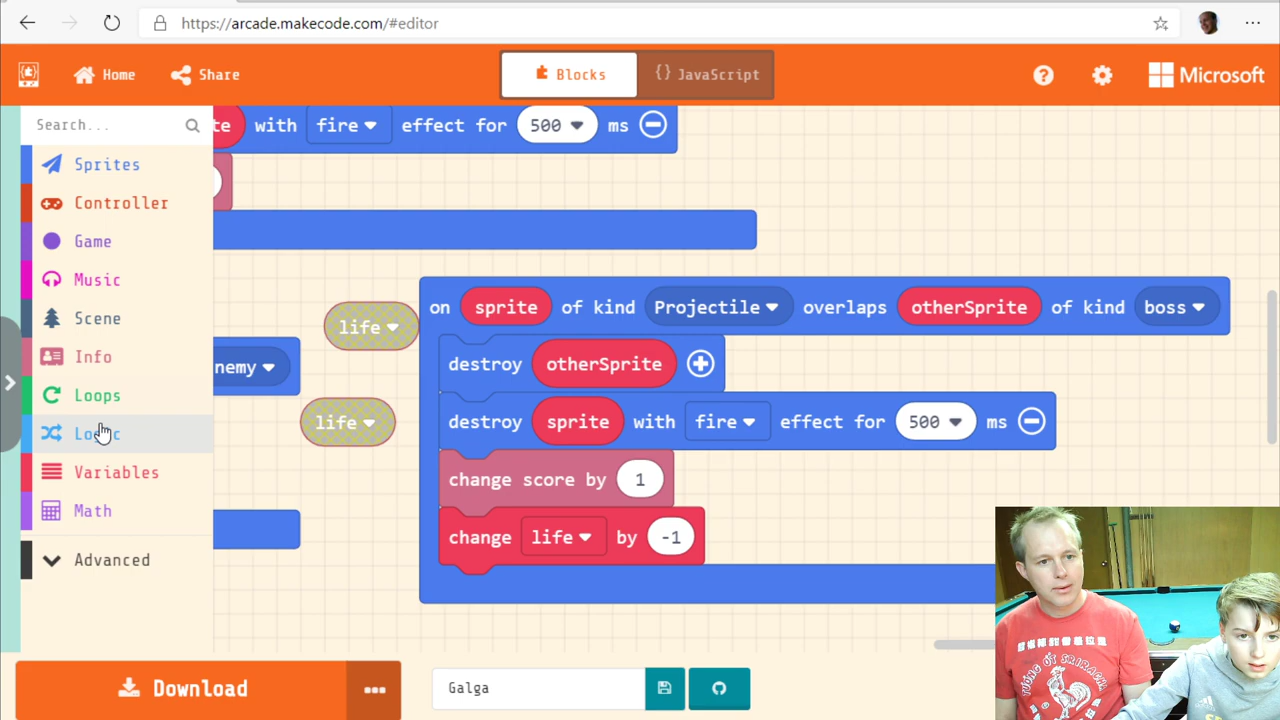 https://arcade.makecode.com/#editor
Home
Share
Blocks
{} JavaScript
Microsoft
Search...
Sprites
Controller
Game
Music
Scene
Info
Loops
Variables
Math
Advanced
with fire effect for 500 ms
life
life
on sprite of kind Projectile overlaps otherSprite of kind boss
destroy otherSprite
destroy sprite with fire effect for 500 ms
change score by 1
change life by -1
Download
Galga
TƯƠNG ỚT SRIRACHA